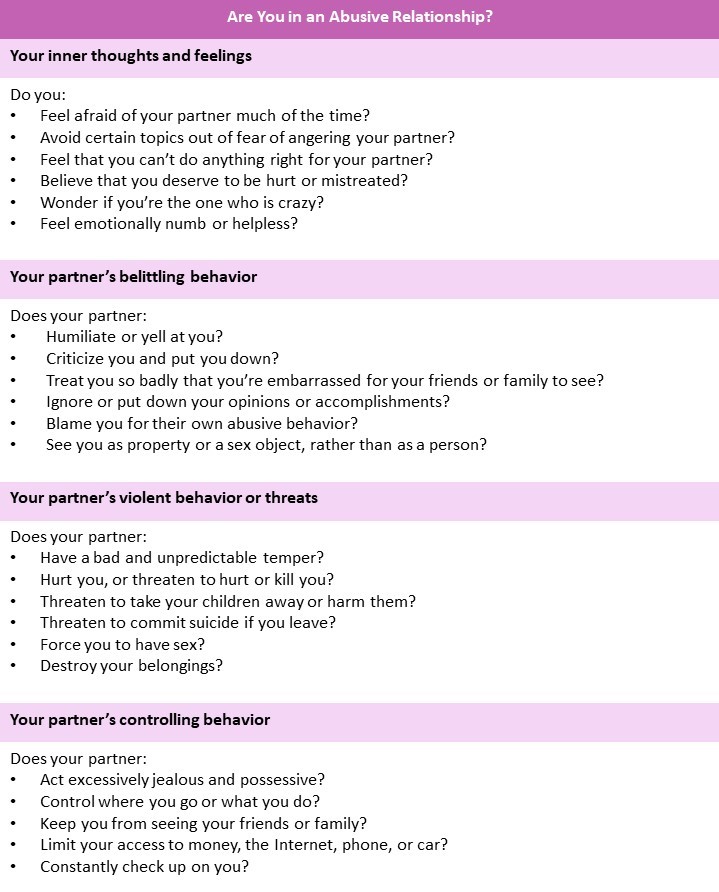 Are You in an Abusive Relationship?
Your inner thoughts and feelings
Do you:
• Feel afraid of your partner much of the time?
• Avoid certain topics out of fear of angering your partner?
• Feel that you can't do anything right for your partner?
• Believe that you deserve to be hurt or mistreated?
• Wonder if you're the one who is crazy?
• Feel emotionally numb or helpless?
Your partner's belittling behavior
Does your partner:
• Humiliate or yell at you?
• Criticize you and put you down?
• Treat you so badly that you're embarrassed for your friends or family to see?
• Ignore or put down your opinions or accomplishments?
• Blame you for their own abusive behavior?
• See you as property or a sex object, rather than as a person?
Your partner's violent behavior or threats
Does your partner:
• Have a bad and unpredictable temper?
• Hurt you, or threaten to hurt or kill you?
• Threaten to take your children away or harm them?
• Threaten to commit suicide if you leave?
• Force you to have sex?
• Destroy your belongings?
Your partner's controlling behavior
Does your partner:
• Act excessively jealous and possessive?
• Control where you go or what you do?
• Keep you from seeing your friends or family?
• Limit your access to money, the Internet, phone, or car?
• Constantly check up on you?